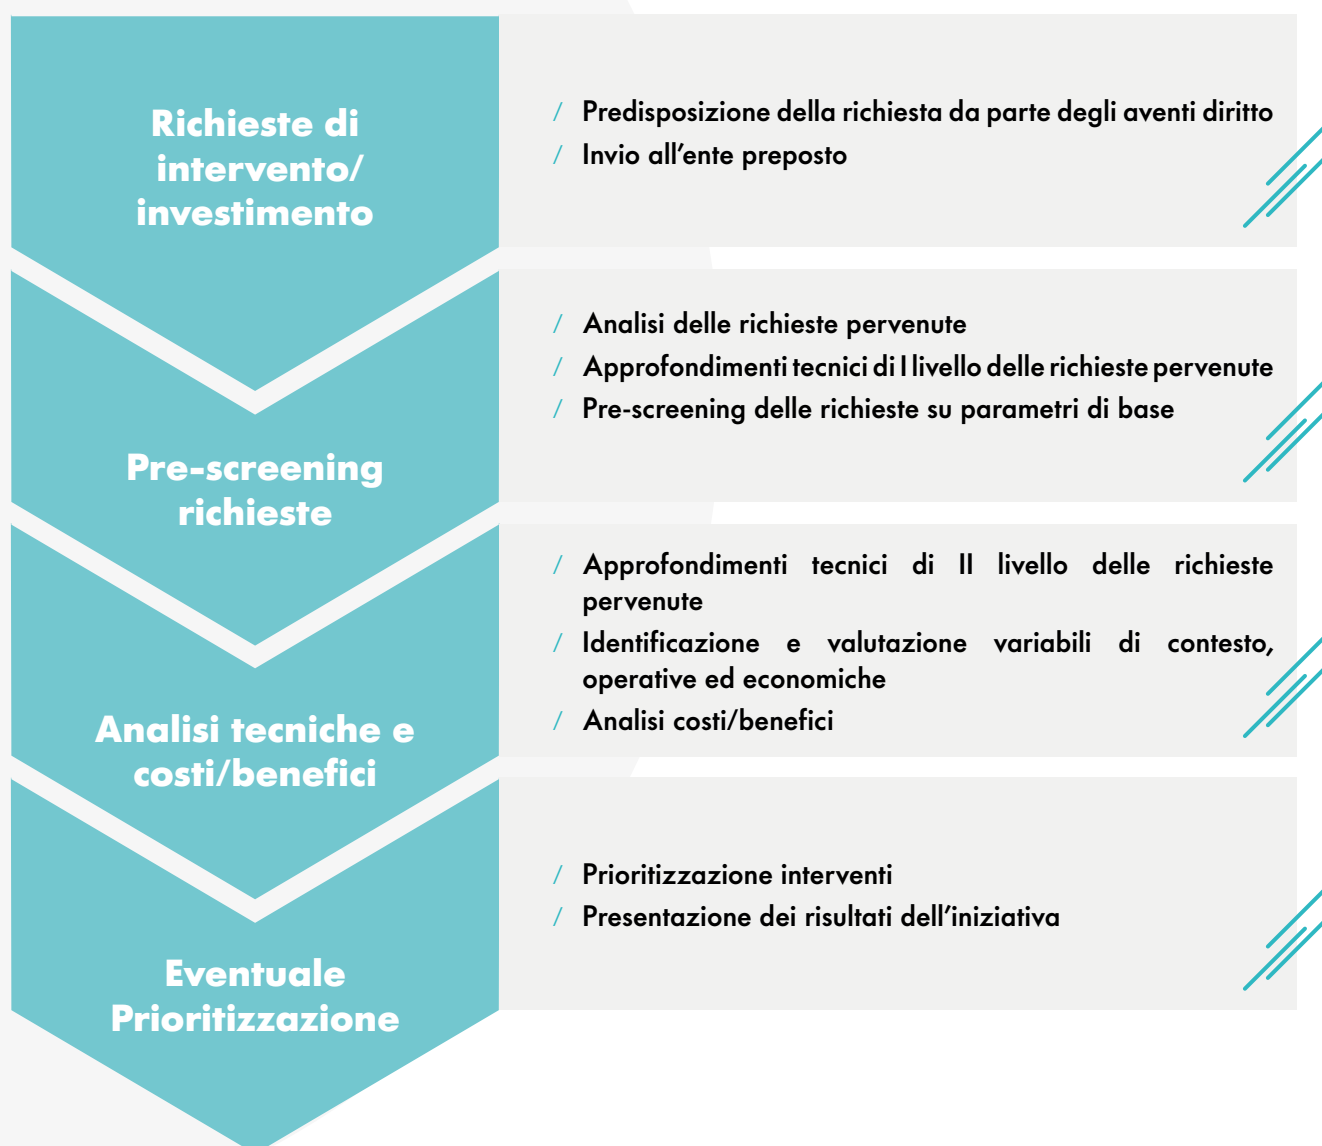 Richieste di
intervento/
investimento
/ Predisposizione della richiesta da parte degli aventi diritto
/ Invio all’ente preposto
Pre-screening
richieste
/ Analisi delle richieste pervenute
/ Approfondimenti tecnici di I livello delle richieste pervenute
/ Pre-screening delle richieste su parametri di base
Analisi tecniche e
costi/benefici
/ Approfondimenti tecnici di II livello delle richieste
pervenute
/ Identificazione e valutazione variabili di contesto,
operative ed economiche
/ Analisi costi/benefici
Eventuale
Prioritizzazione
/ Prioritizzazione interventi
/ Presentazione dei risultati dell’iniziativa